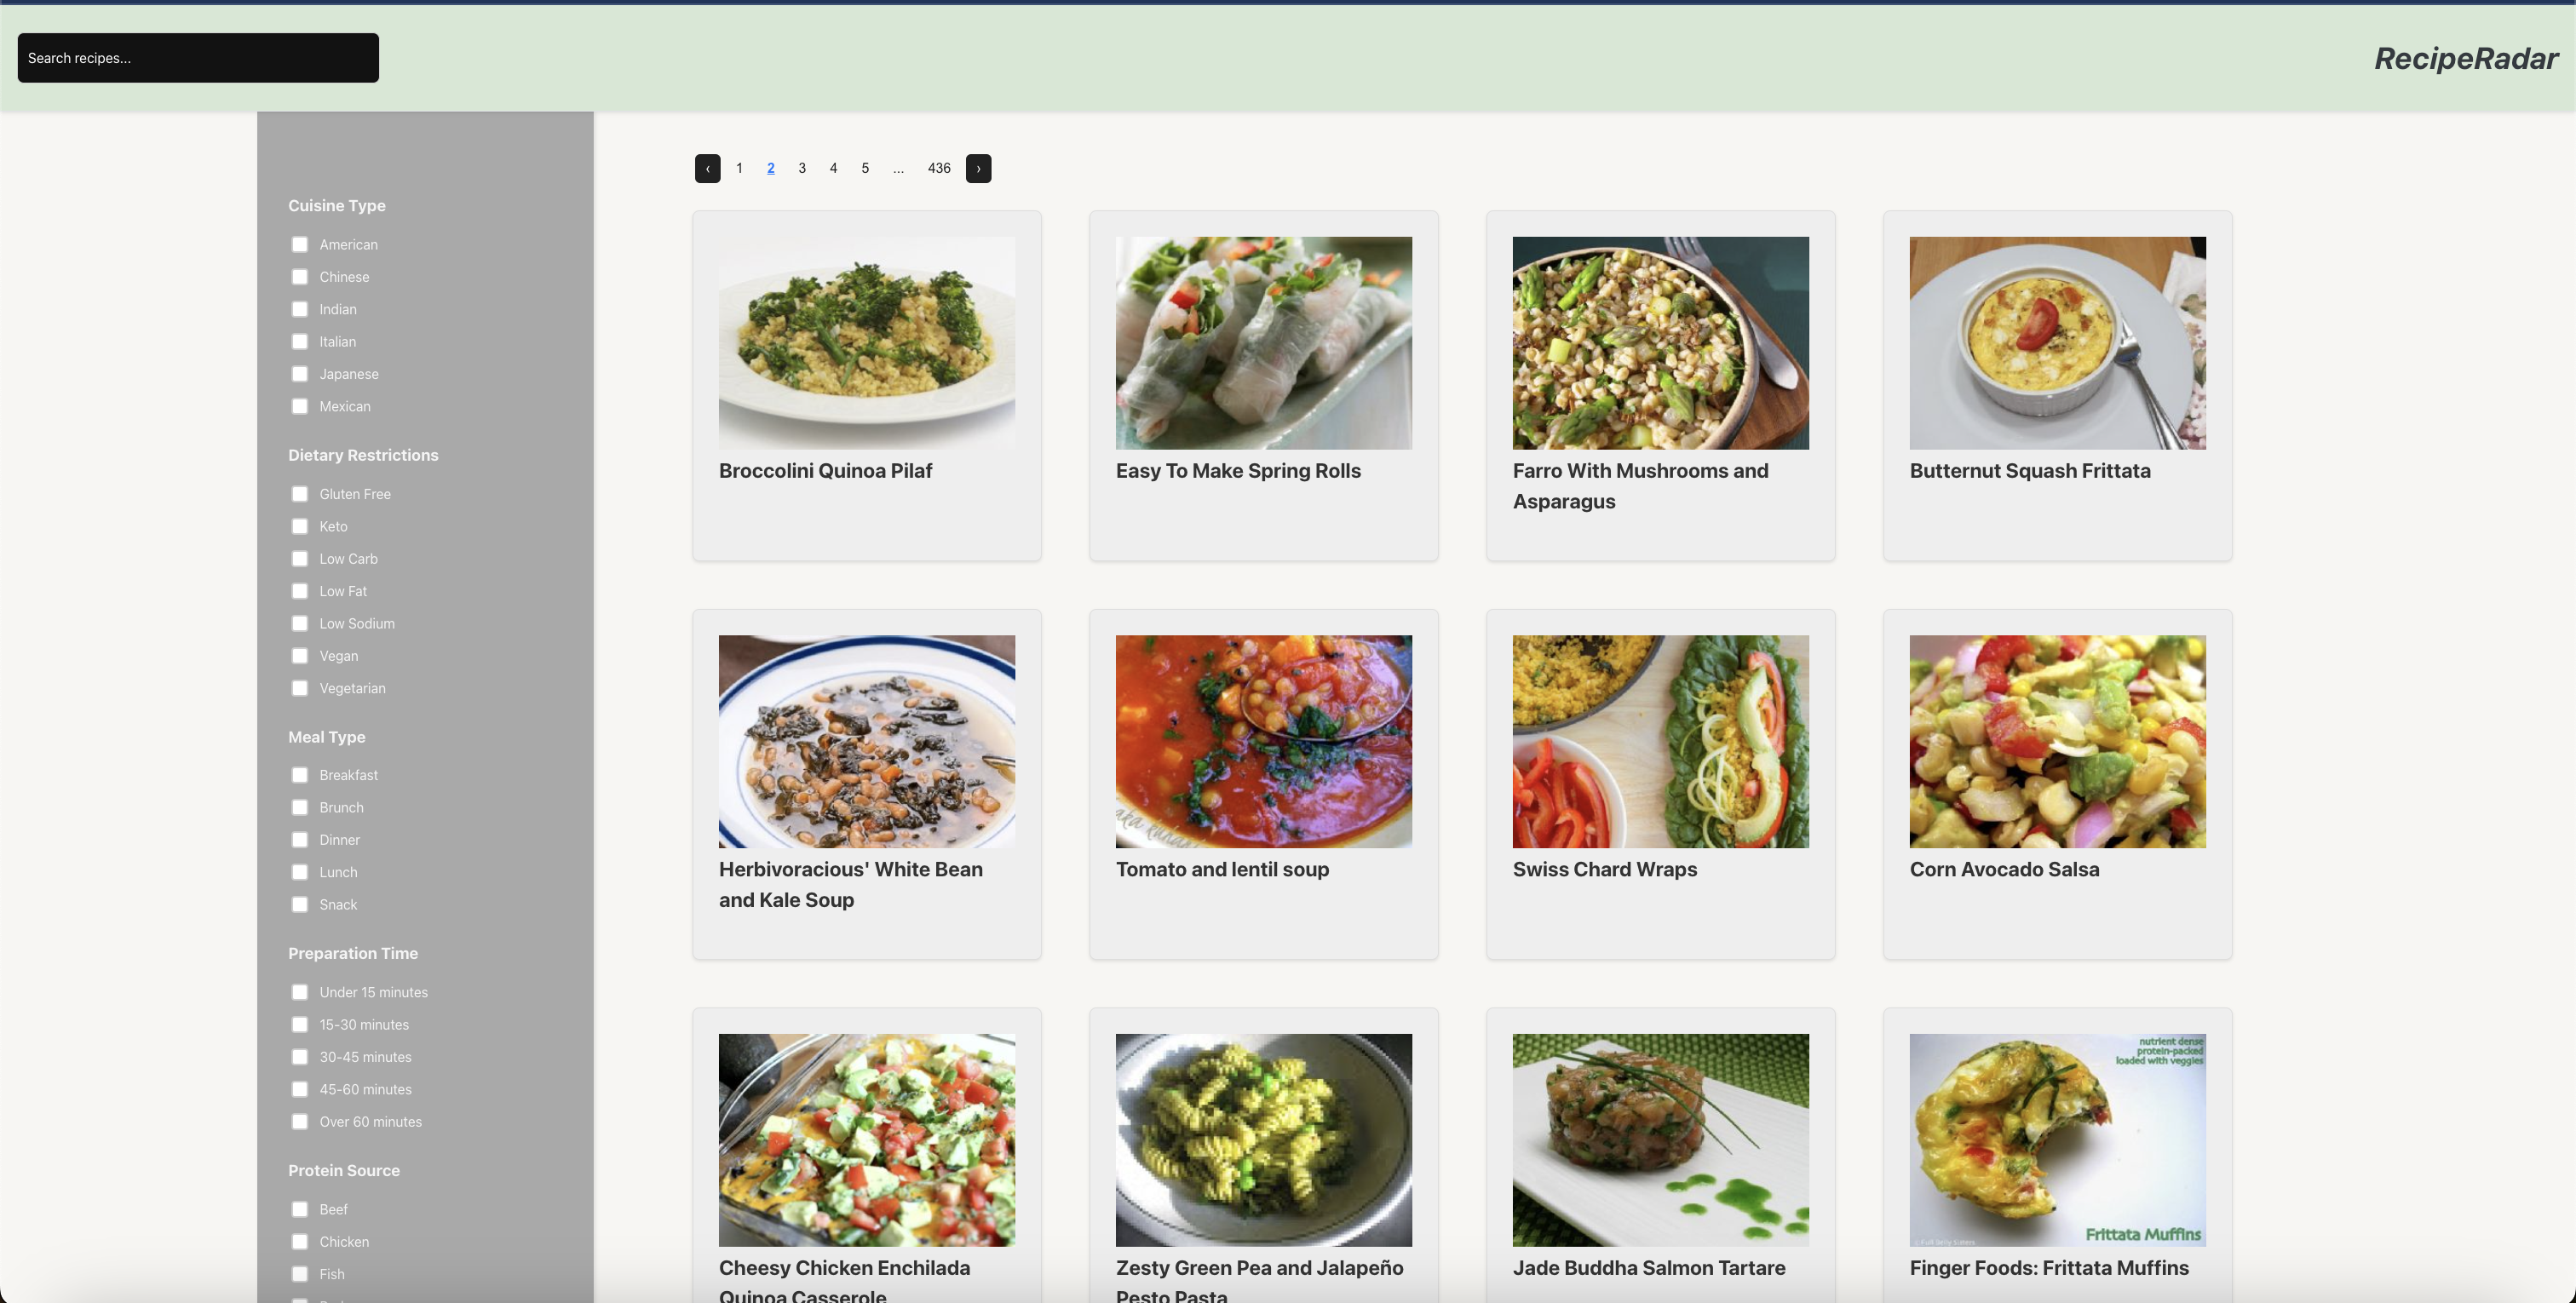 Search recipes...
RecipeRadar
Cuisine Type
American
Chinese
Indian
Italian
Japanese
Mexican
Dietary Restrictions
Gluten Free
Keto
Low Carb
Low Fat
Low Sodium
Vegan
Vegetarian
Meal Type
Breakfast
Brunch
Dinner
Lunch
Snack
Preparation Time
Under 15 minutes
15-30 minutes
30-45 minutes
45-60 minutes
Over 60 minutes
Protein Source
Beef
Chicken
Fish
‹ 1 2 3 4 5 ... 436 ›
Broccolini Quinoa Pilaf
Easy To Make Spring Rolls
Farro With Mushrooms and
Asparagus
Butternut Squash Frittata
Herbivoracious' White Bean
and Kale Soup
Tomato and lentil soup
Swiss Chard Wraps
Corn Avocado Salsa
Cheesy Chicken Enchilada
Quinoa Casserole
Zesty Green Pea and Jalapeño
Pesto Pasta
Jade Buddha Salmon Tartare
nutrient dense
protein-packed
loaded with veggies
Frittata Muffins
Finger Foods: Frittata Muffins